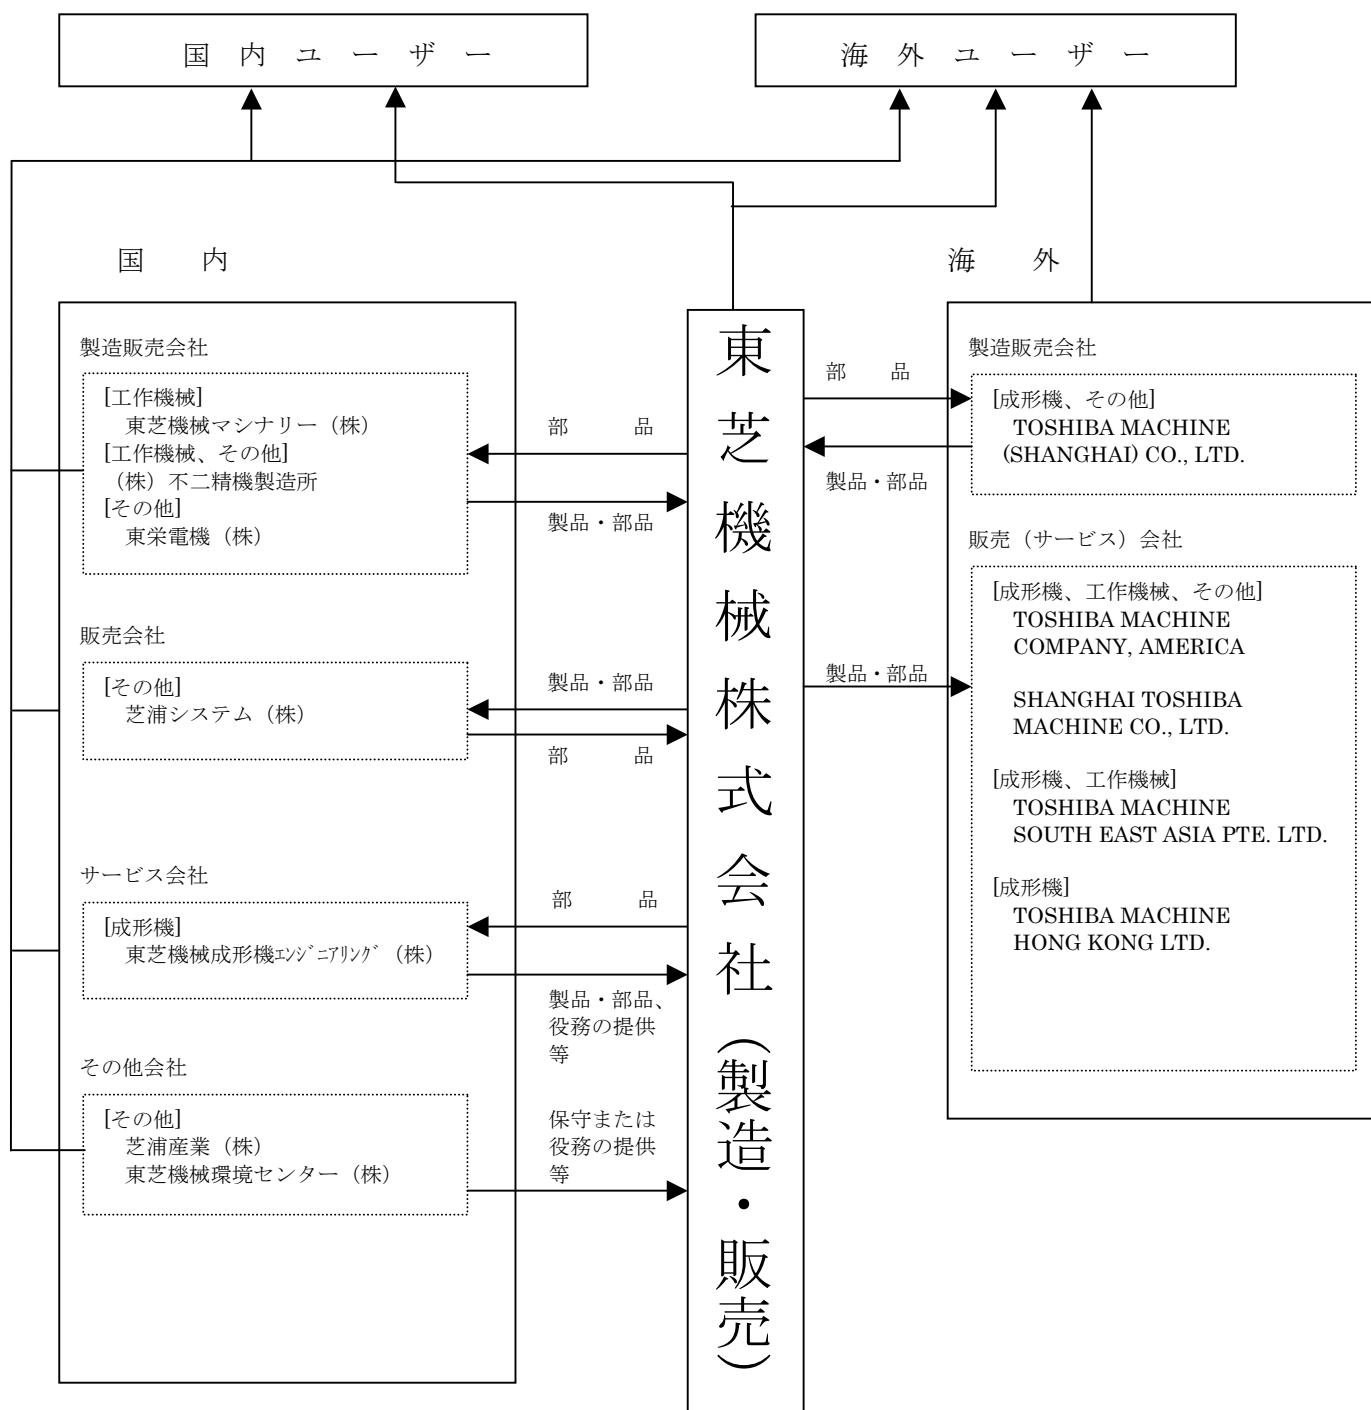 国内ユーザー
海外ユーザー
国内
製造販売会社
[工作機械]
東芝機械マシナリー（株）
[工作機械、その他]
（株）不二精機製造所
[その他]
東栄電機（株）
販売会社
[その他]
芝浦システム（株）
サービス会社
[成形機]
東芝機械成形機ｴﾝｼﾞﾆｱﾘﾝｸﾞ（株）
その他会社
[その他]
芝浦産業（株）
東芝機械環境センター（株）
部品
製品・部品
製品・部品
部品
部品
製品・部品、
役務の提供
等
保守または
役務の提供
等
東芝機械株式会社（製造・販売）
部品
製品・部品
製品・部品
海外
製造販売会社
[成形機、その他]
TOSHIBA MACHINE
(SHANGHAI) CO., LTD.
販売（サービス）会社
[成形機、工作機械、その他]
TOSHIBA MACHINE
COMPANY, AMERICA
SHANGHAI TOSHIBA
MACHINE CO., LTD.
[成形機、工作機械]
TOSHIBA MACHINE
SOUTH EAST ASIA PTE. LTD.
[成形機]
TOSHIBA MACHINE
HONG KONG LTD.